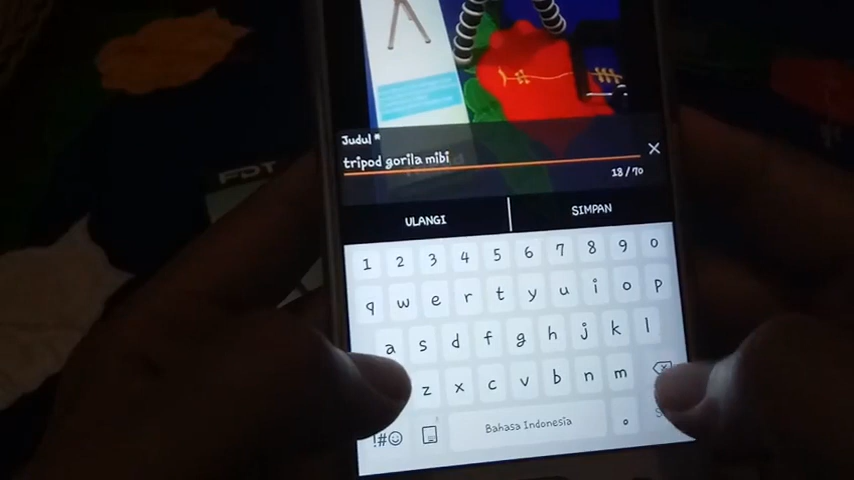 Judul *
tripod gorila mibi
18/70
ULANGI
SIMPAN
1 2 3 4 5 6 7 8 9 0
q w e r t y u i o p
a s d f g h j k l
z x c v b n m
!#☺ Bahasa Indonesia .
FDT